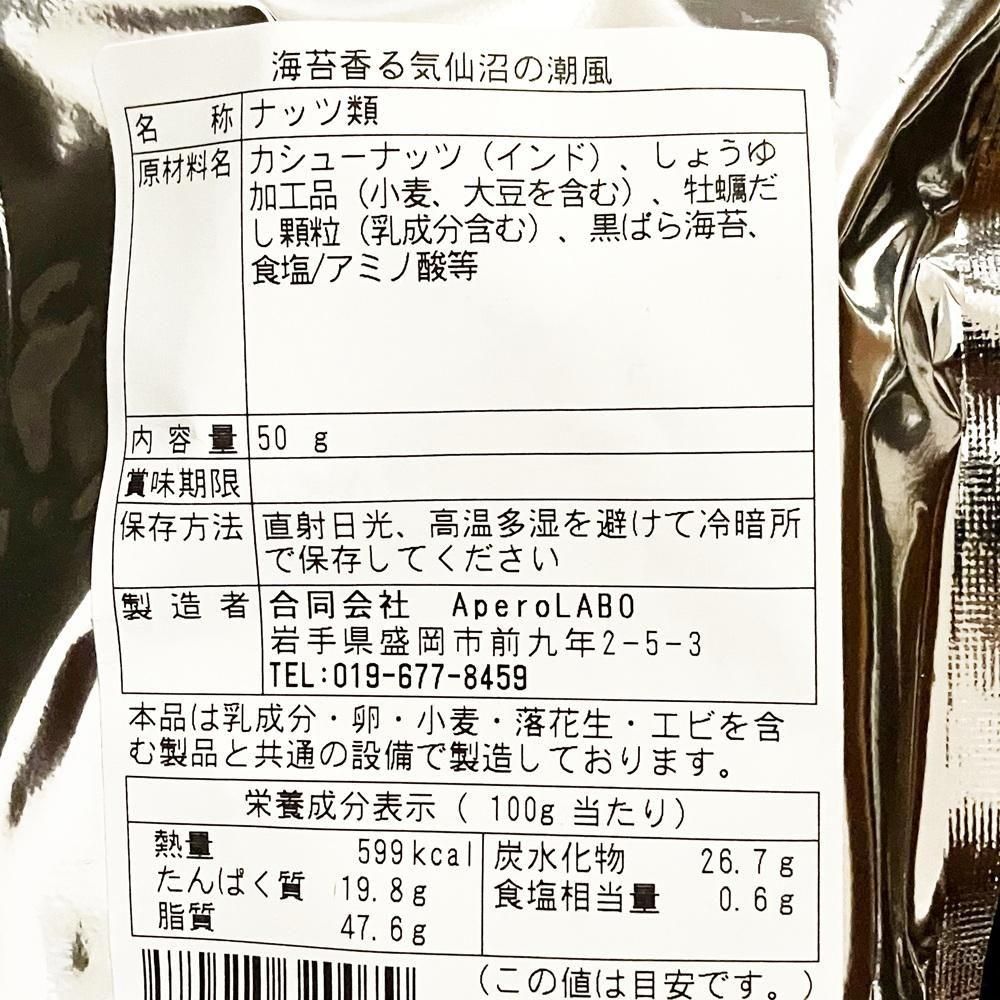 海苔香る気仙沼の潮風
名 称 ナッツ類
原材料名 カシューナッツ（インド）、しょうゆ
加工品（小麦、大豆を含む）、牡蠣だ
し顆粒（乳成分含む）、黒ばら海苔、
食塩/アミノ酸等
内 容 量 50 g
賞味期限
保存方法 直射日光、高温多湿を避けて冷暗所
で保存してください
製 造 者 合同会社 AperoLABO
岩手県盛岡市前九年2-5-3
TEL:019-677-8459
本品は乳成分・卵・小麦・落花生・エビを含
む製品と共通の設備で製造しております。
栄養成分表示（ 100g 当たり）
熱量 599kcal 炭水化物 26.7g
たんぱく質 19.8g 食塩相当量 0.6g
脂質 47.6g
（この値は目安です。）